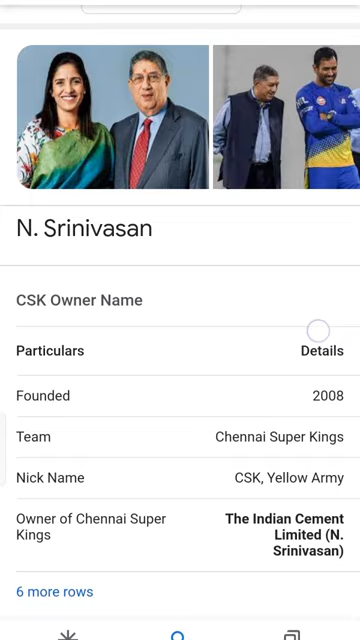 N. Srinivasan
CSK Owner Name
Particulars Details
Founded 2008
Team Chennai Super Kings
Nick Name CSK, Yellow Army
Owner of Chennai Super Kings The Indian Cement Limited (N. Srinivasan)
6 more rows